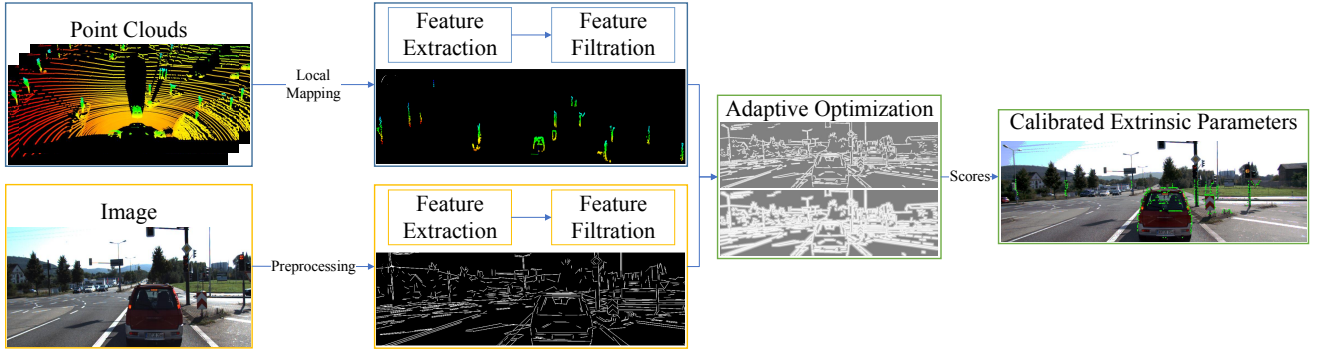 Point Clouds
Local
Mapping
Feature
Extraction
Feature
Filtration
Image
Preprocessing
Feature
Extraction
Feature
Filtration
Adaptive Optimization
Scores
Calibrated Extrinsic Parameters